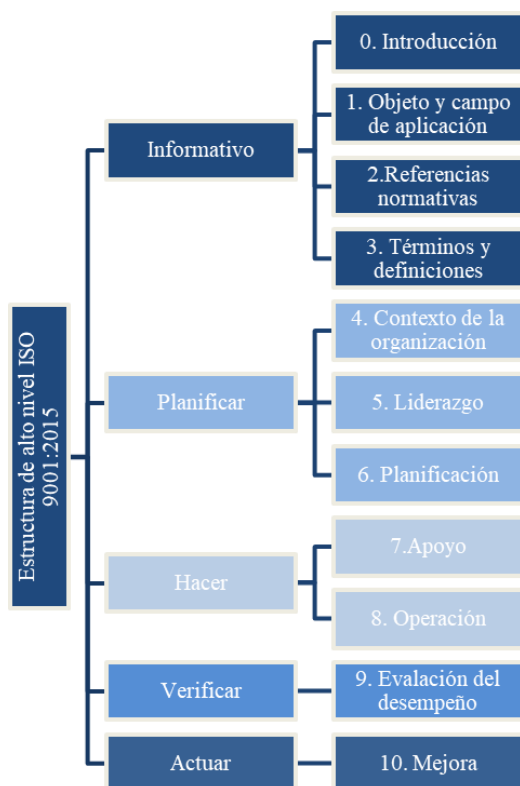 Estructura de alto nivel ISO
9001:2015
Informativo
0. Introducción
1. Objeto y campo
de aplicación
2.Referencias
normativas
3. Términos y
definiciones
Planificar
4. Contexto de la
organización
5. Liderazgo
6. Planificación
Hacer
7.Apoyo
8. Operación
Verificar
9. Evalación del
desempeño
Actuar
10. Mejora